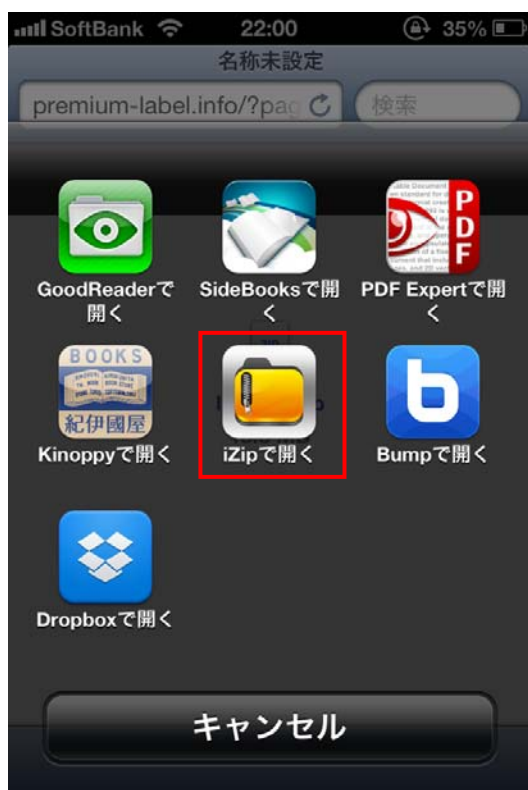 SoftBank 22:00 35%
名称未設定
premium-label.info/?pag 検索
PDF
GoodReaderで
開く
SideBooksで開
く
PDF Expertで開
く
BOOKS
紀伊國屋
Kinoppyで開く
iZipで開く
b
Bumpで開く
Dropboxで開く
キャンセル